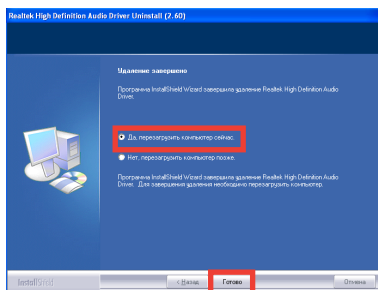 Realtek High Definition Audio Driver Uninstall (2.60)
Удаление завершено
Программа InstallShield Wizard завершила удаление Realtek High Definition Audio
Driver.
Да, перезагрузить компьютер сейчас.
Нет, перезагрузить компьютер позже.
Программа InstallShield Wizard завершила удаление Realtek High Definition Audio
Driver. Для завершения удаления необходимо перезагрузить компьютер.
InstallShield
< Назад
Готово
Отмена